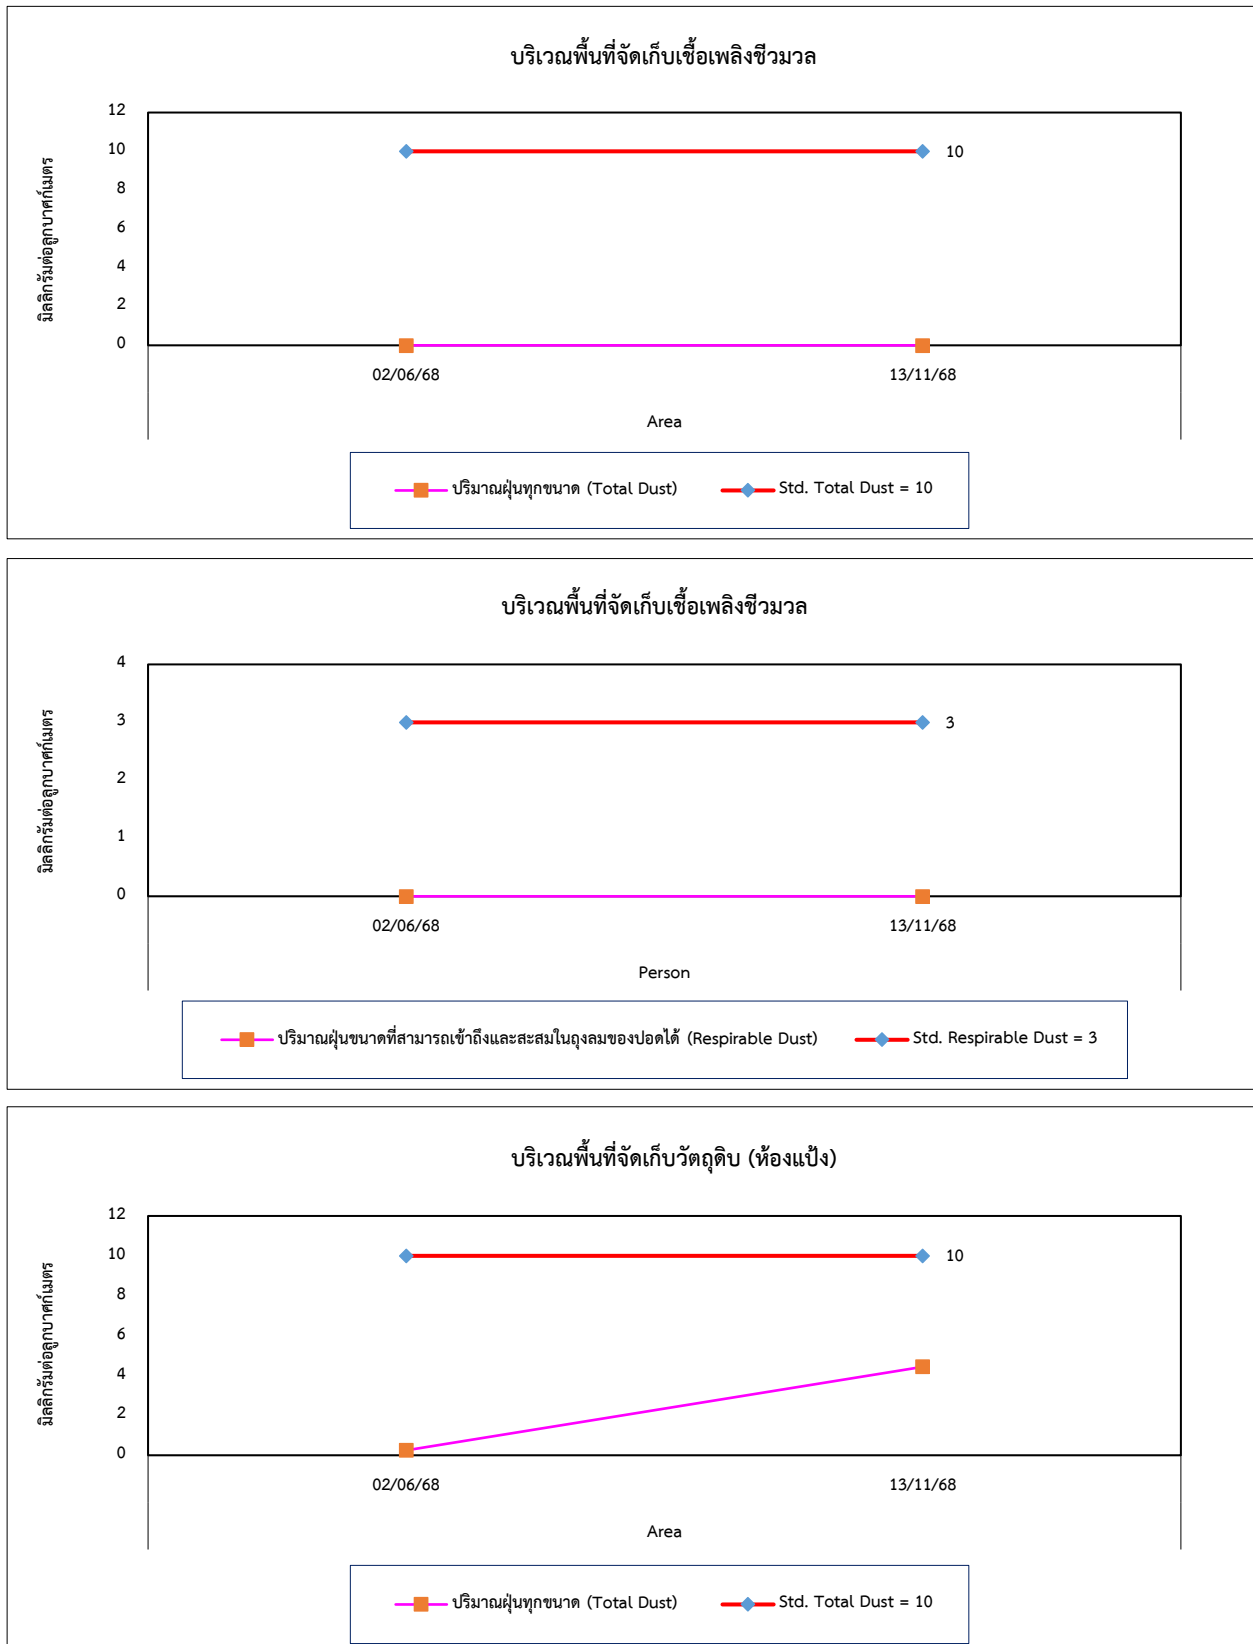 บริเวณพื้นที่จัดเก็บเชื้อเพลิงชีวมวล
มิลลิกรัมต่อลูกบาศก์เมตร
12
10
8
6
4
2
0
10
02/06/68 13/11/68
Area
ปริมาณฝุ่นทุกขนาด (Total Dust) Std. Total Dust = 10
บริเวณพื้นที่จัดเก็บเชื้อเพลิงชีวมวล
มิลลิกรัมต่อลูกบาศก์เมตร
4
3
2
1
0
3
02/06/68 13/11/68
Person
ปริมาณฝุ่นขนาดที่สามารถเข้าถึงและสะสมในถุงลมของปอดได้ (Respirable Dust) Std. Respirable Dust = 3
บริเวณพื้นที่จัดเก็บวัตถุดิบ (ห้องแป้ง)
มิลลิกรัมต่อลูกบาศก์เมตร
12
10
8
6
4
2
0
10
02/06/68 13/11/68
Area
ปริมาณฝุ่นทุกขนาด (Total Dust) Std. Total Dust = 10